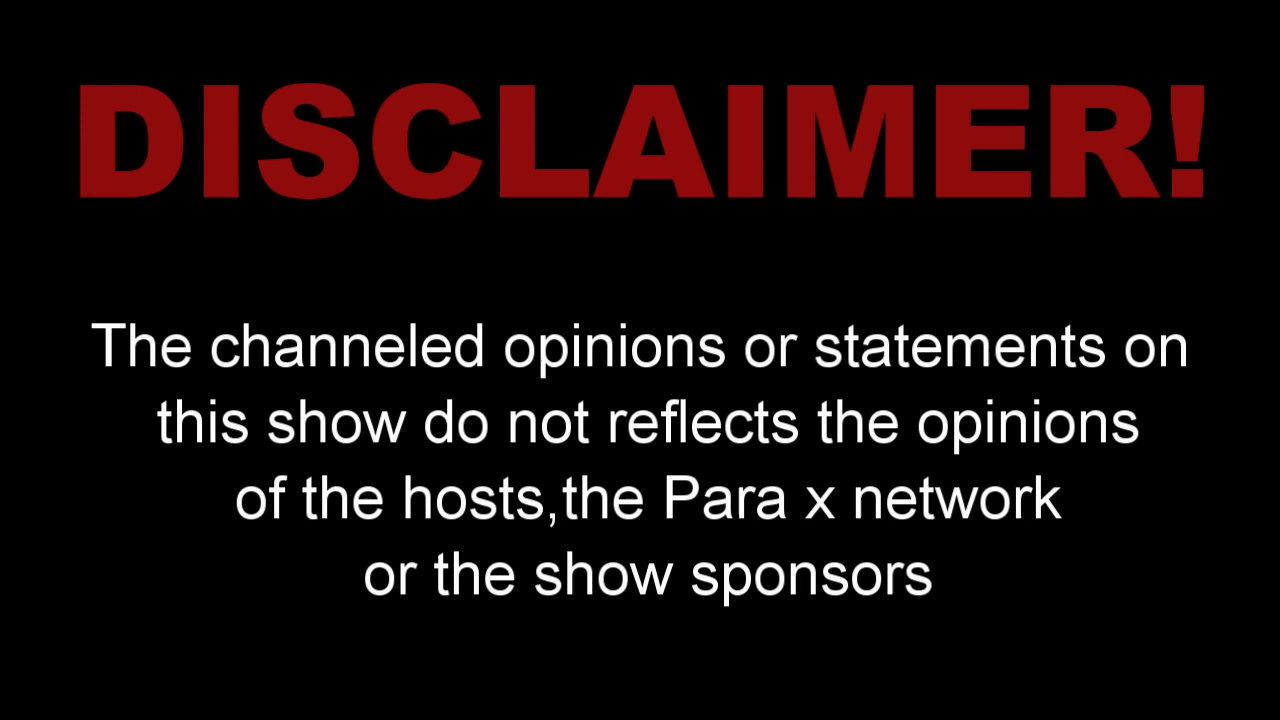 DISCLAIMER!
The channeled opinions or statements on
this show do not reflects the opinions
of the hosts,the Para x network
or the show sponsors